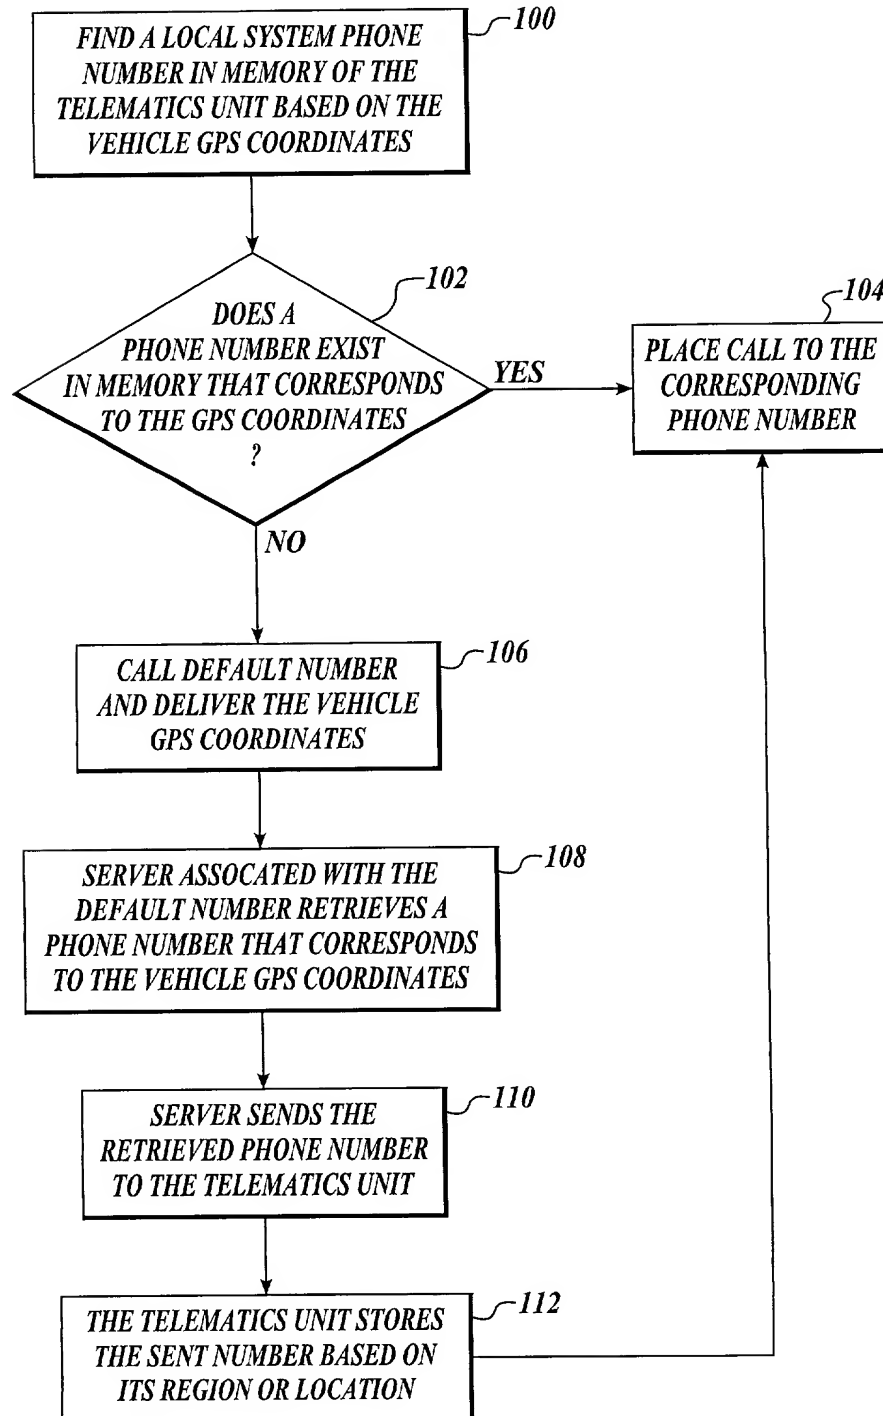 FIND A LOCAL SYSTEM PHONE
NUMBER IN MEMORY OF THE
TELEMATICS UNIT BASED ON THE
VEHICLE GPS COORDINATES
100
DOES A
PHONE NUMBER EXIST
IN MEMORY THAT CORRESPONDS
TO THE GPS COORDINATES
?
102
YES
104
PLACE CALL TO THE
CORRESPONDING
PHONE NUMBER
NO
CALL DEFAULT NUMBER
AND DELIVER THE VEHICLE
GPS COORDINATES
106
SERVER ASSOCATED WITH THE
DEFAULT NUMBER RETRIEVES A
PHONE NUMBER THAT CORRESPONDS
TO THE VEHICLE GPS COORDINATES
108
SERVER SENDS THE
RETRIEVED PHONE NUMBER
TO THE TELEMATICS UNIT
110
THE TELEMATICS UNIT STORES
THE SENT NUMBER BASED ON
ITS REGION OR LOCATION
112